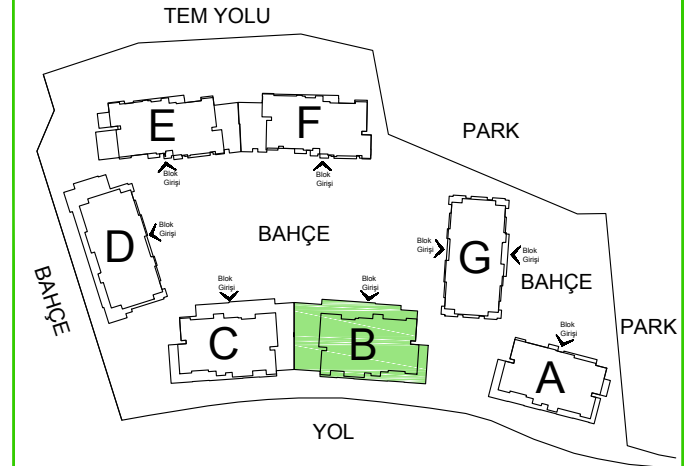 TEM YOLU
E
F
PARK
Blok
Girişi
Blok
Girişi
D
Blok
Girişi
BAHÇE
Blok
Girişi
G
Blok
Girişi
BAHÇE
BAHÇE
Blok
Girişi
Blok
Girişi
C
B
Blok
Girişi
PARK
A
YOL